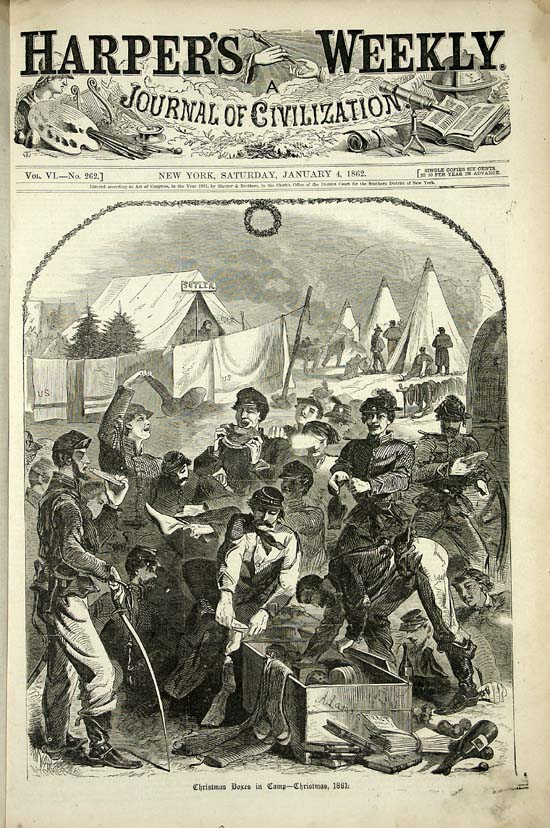 HARPER'S WEEKLY.
A
JOURNAL OF CIVILIZATION
VOL. VI.—No. 262.] NEW YORK, SATURDAY, JANUARY 4, 1862. [SINGLE COPIES SIX CENTS.
$2 50 PER YEAR IN ADVANCE.
Entered according to Act of Congress, in the Year 1861, by Harper & Brothers, in the Clerk's Office of the District Court for the Southern District of New York.
SUTLER
US
US
Adams
Christmas Boxes in Camp—Christmas, 1861.